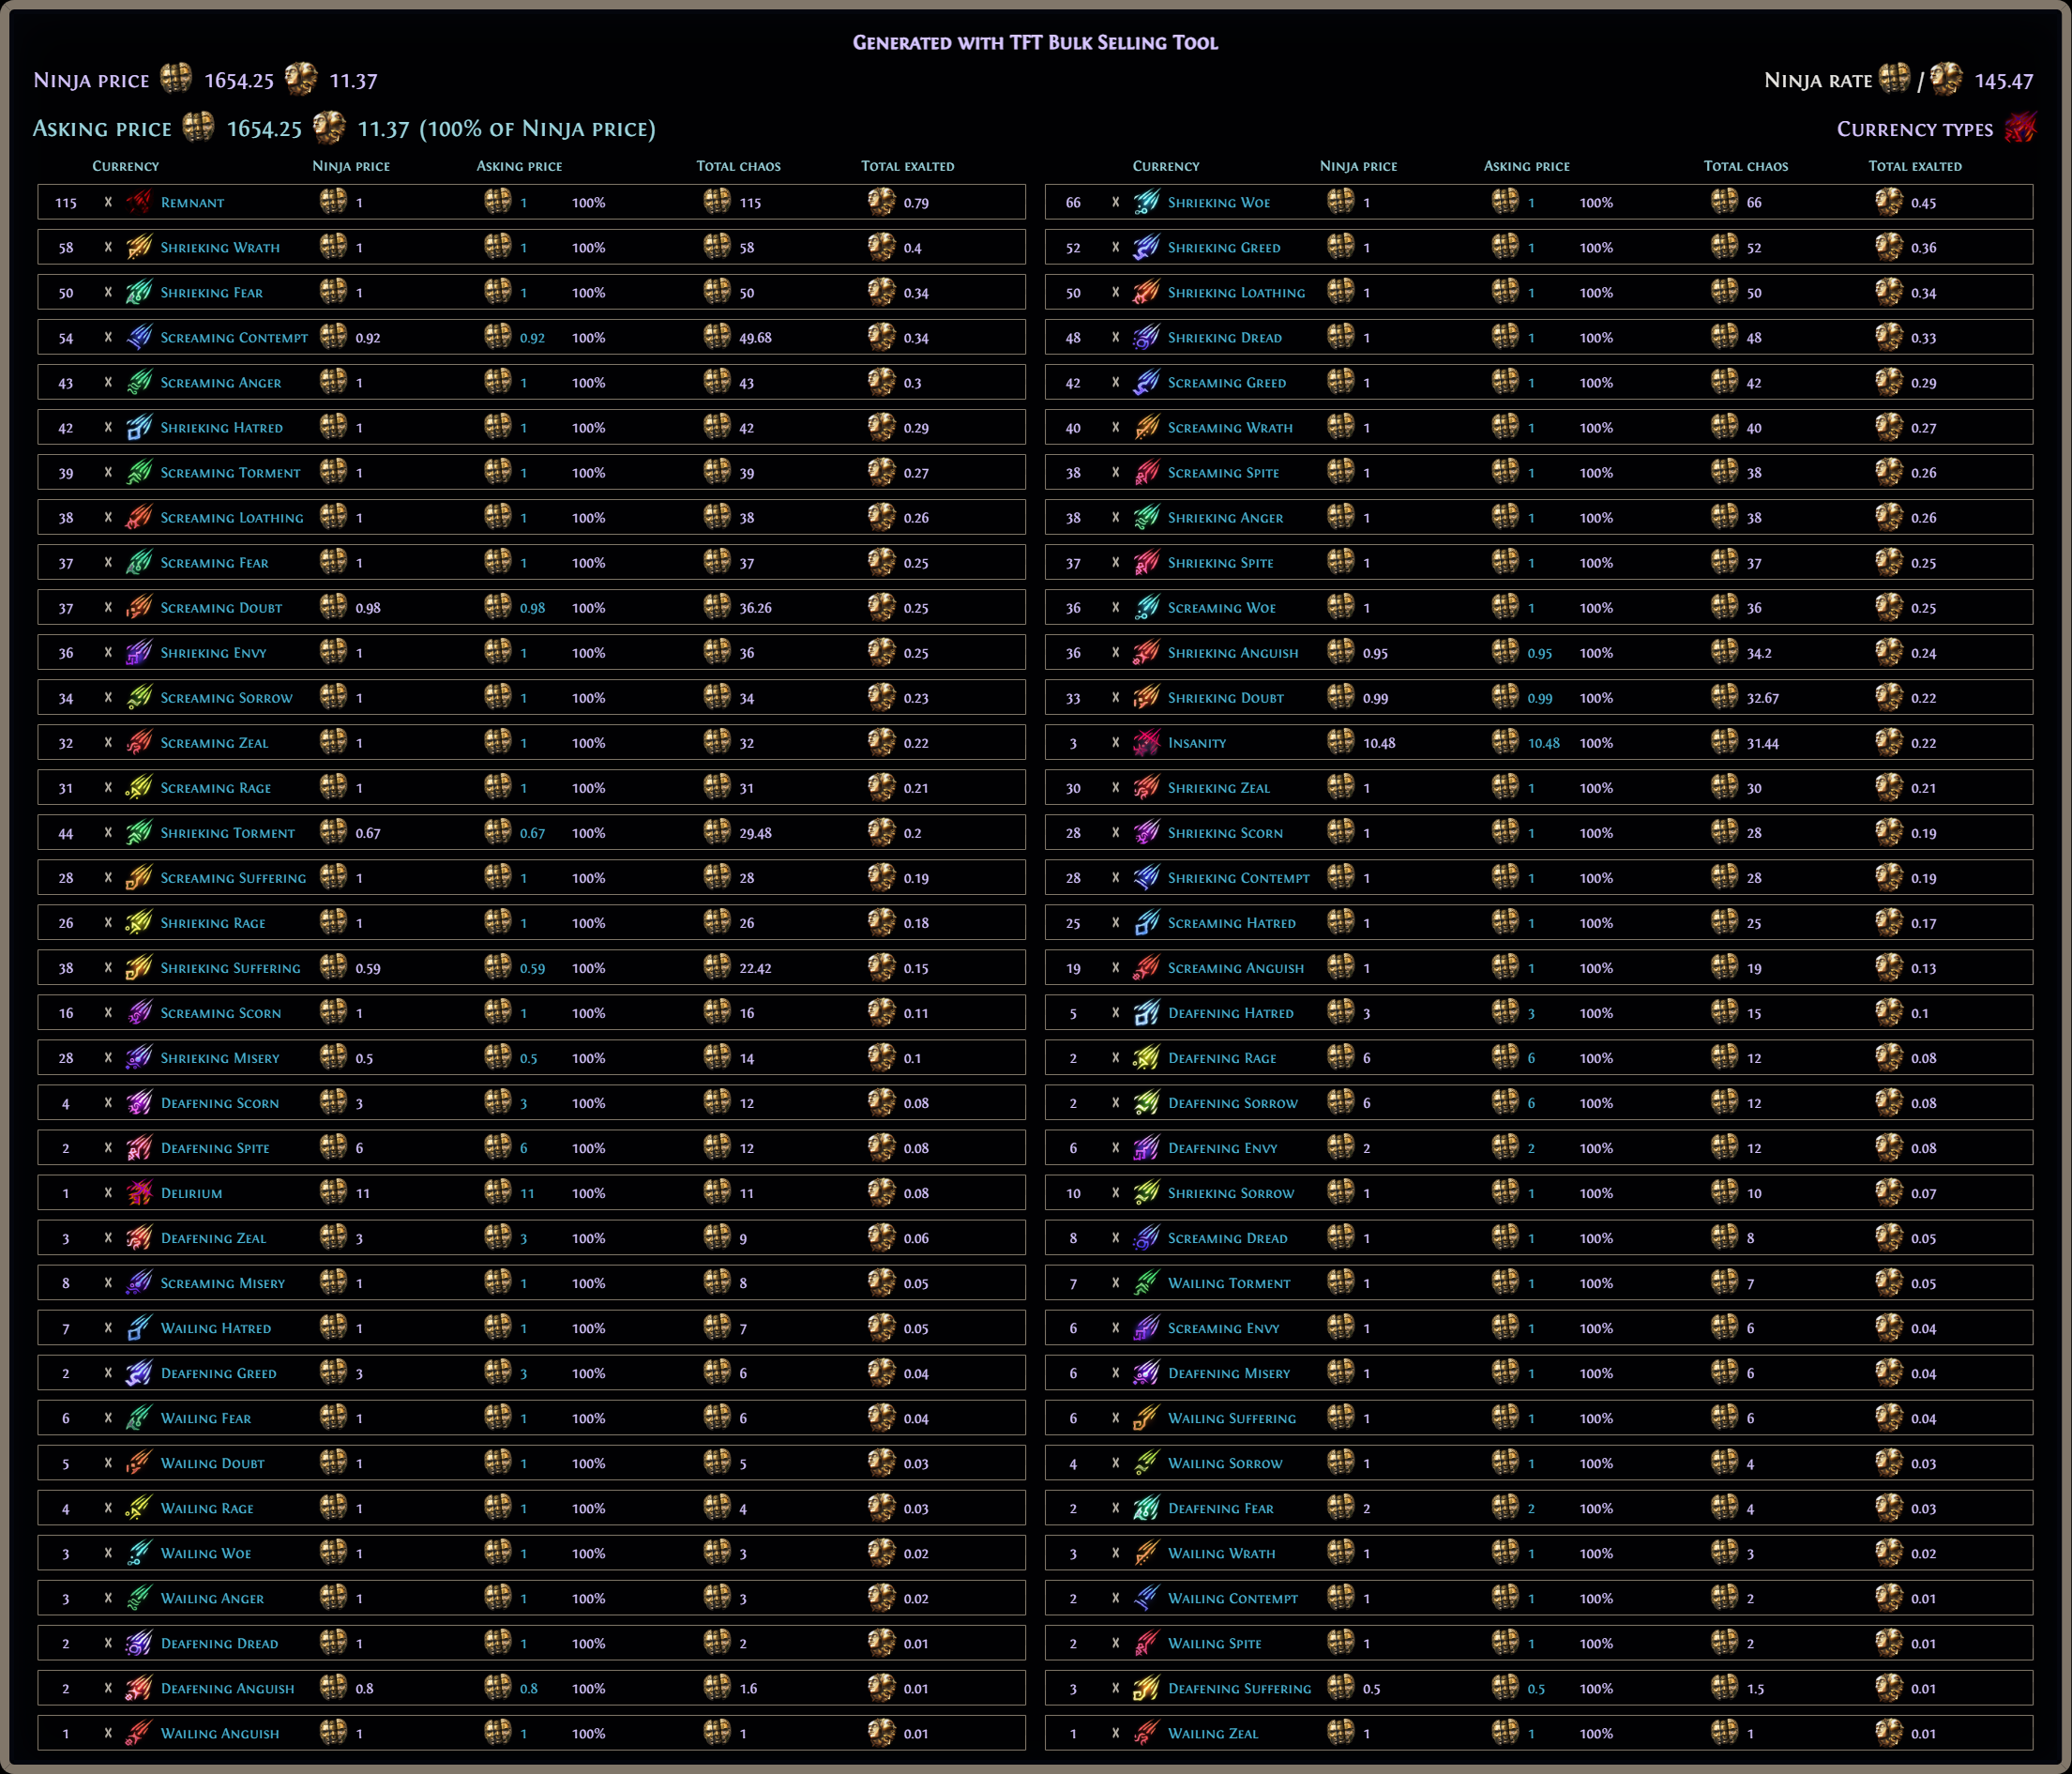 Generated with TFT Bulk Selling Tool
Ninja price 1654.25 11.37 Ninja rate / 145.47
Asking price 1654.25 11.37 (100% of Ninja price) Currency types
Currency Ninja price Asking price Total chaos Total exalted Currency Ninja price Asking price Total chaos Total exalted
115 x Remnant 1 1 100% 115 0.79 66 x Shrieking Woe 1 1 100% 66 0.45
58 x Shrieking Wrath 1 1 100% 58 0.4 52 x Shrieking Greed 1 1 100% 52 0.36
50 x Shrieking Fear 1 1 100% 50 0.34 50 x Shrieking Loathing 1 1 100% 50 0.34
54 x Screaming Contempt 0.92 0.92 100% 49.68 0.34 48 x Shrieking Dread 1 1 100% 48 0.33
43 x Screaming Anger 1 1 100% 43 0.3 42 x Screaming Greed 1 1 100% 42 0.29
42 x Shrieking Hatred 1 1 100% 42 0.29 40 x Screaming Wrath 1 1 100% 40 0.27
39 x Screaming Torment 1 1 100% 39 0.27 38 x Screaming Spite 1 1 100% 38 0.26
38 x Screaming Loathing 1 1 100% 38 0.26 38 x Shrieking Anger 1 1 100% 38 0.26
37 x Screaming Fear 1 1 100% 37 0.25 37 x Shrieking Spite 1 1 100% 37 0.25
37 x Screaming Doubt 0.98 0.98 100% 36.26 0.25 36 x Screaming Woe 1 1 100% 36 0.25
36 x Shrieking Envy 1 1 100% 36 0.25 36 x Shrieking Anguish 0.95 0.95 100% 34.2 0.24
34 x Screaming Sorrow 1 1 100% 34 0.23 33 x Shrieking Doubt 0.99 0.99 100% 32.67 0.22
32 x Screaming Zeal 1 1 100% 32 0.22 3 x Insanity 10.48 10.48 100% 31.44 0.22
31 x Screaming Rage 1 1 100% 31 0.21 30 x Shrieking Zeal 1 1 100% 30 0.21
44 x Shrieking Torment 0.67 0.67 100% 29.48 0.2 28 x Shrieking Scorn 1 1 100% 28 0.19
28 x Screaming Suffering 1 1 100% 28 0.19 28 x Shrieking Contempt 1 1 100% 28 0.19
26 x Shrieking Rage 1 1 100% 26 0.18 25 x Screaming Hatred 1 1 100% 25 0.17
38 x Shrieking Suffering 0.59 0.59 100% 22.42 0.15 19 x Screaming Anguish 1 1 100% 19 0.13
16 x Screaming Scorn 1 1 100% 16 0.11 5 x Deafening Hatred 3 3 100% 15 0.1
28 x Shrieking Misery 0.5 0.5 100% 14 0.1 2 x Deafening Rage 6 6 100% 12 0.08
4 x Deafening Scorn 3 3 100% 12 0.08 2 x Deafening Sorrow 6 6 100% 12 0.08
2 x Deafening Spite 6 6 100% 12 0.08 6 x Deafening Envy 2 2 100% 12 0.08
1 x Delirium 11 11 100% 11 0.08 10 x Shrieking Sorrow 1 1 100% 10 0.07
3 x Deafening Zeal 3 3 100% 9 0.06 8 x Screaming Dread 1 1 100% 8 0.05
8 x Screaming Misery 1 1 100% 8 0.05 7 x Wailing Torment 1 1 100% 7 0.05
7 x Wailing Hatred 1 1 100% 7 0.05 6 x Screaming Envy 1 1 100% 6 0.04
2 x Deafening Greed 3 3 100% 6 0.04 6 x Deafening Misery 1 1 100% 6 0.04
6 x Wailing Fear 1 1 100% 6 0.04 6 x Wailing Suffering 1 1 100% 6 0.04
5 x Wailing Doubt 1 1 100% 5 0.03 4 x Wailing Sorrow 1 1 100% 4 0.03
4 x Wailing Rage 1 1 100% 4 0.03 2 x Deafening Fear 2 2 100% 4 0.03
3 x Wailing Woe 1 1 100% 3 0.02 3 x Wailing Wrath 1 1 100% 3 0.02
3 x Wailing Anger 1 1 100% 3 0.02 2 x Wailing Contempt 1 1 100% 2 0.01
2 x Deafening Dread 1 1 100% 2 0.01 2 x Wailing Spite 1 1 100% 2 0.01
2 x Deafening Anguish 0.8 0.8 100% 1.6 0.01 3 x Deafening Suffering 0.5 0.5 100% 1.5 0.01
1 x Wailing Anguish 1 1 100% 1 0.01 1 x Wailing Zeal 1 1 100% 1 0.01